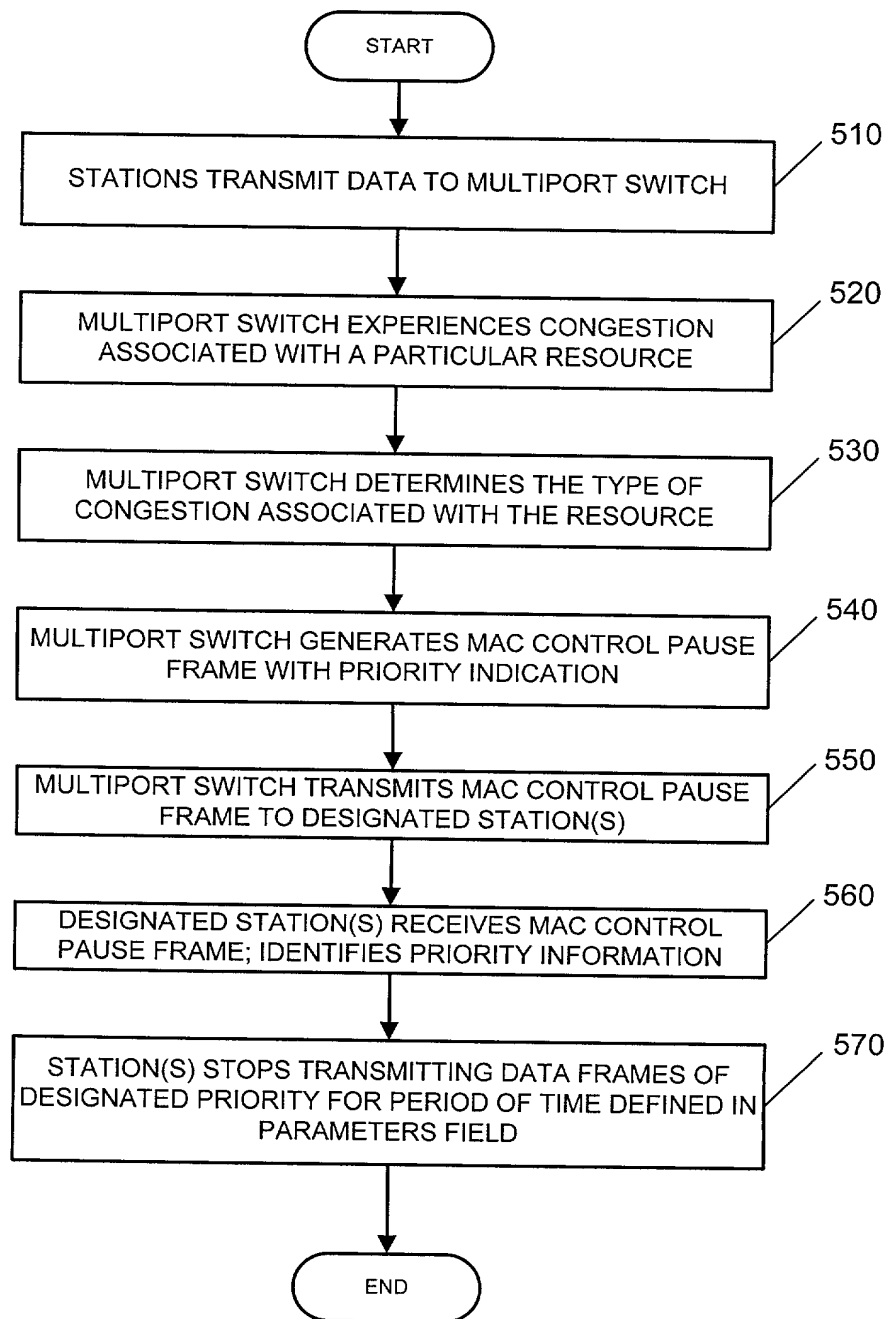 START
510
STATIONS TRANSMIT DATA TO MULTIPORT SWITCH
520
MULTIPORT SWITCH EXPERIENCES CONGESTION
ASSOCIATED WITH A PARTICULAR RESOURCE
530
MULTIPORT SWITCH DETERMINES THE TYPE OF
CONGESTION ASSOCIATED WITH THE RESOURCE
540
MULTIPORT SWITCH GENERATES MAC CONTROL PAUSE
FRAME WITH PRIORITY INDICATION
550
MULTIPORT SWITCH TRANSMITS MAC CONTROL PAUSE
FRAME TO DESIGNATED STATION(S)
560
DESIGNATED STATION(S) RECEIVES MAC CONTROL
PAUSE FRAME; IDENTIFIES PRIORITY INFORMATION
570
STATION(S) STOPS TRANSMITTING DATA FRAMES OF
DESIGNATED PRIORITY FOR PERIOD OF TIME DEFINED IN
PARAMETERS FIELD
END